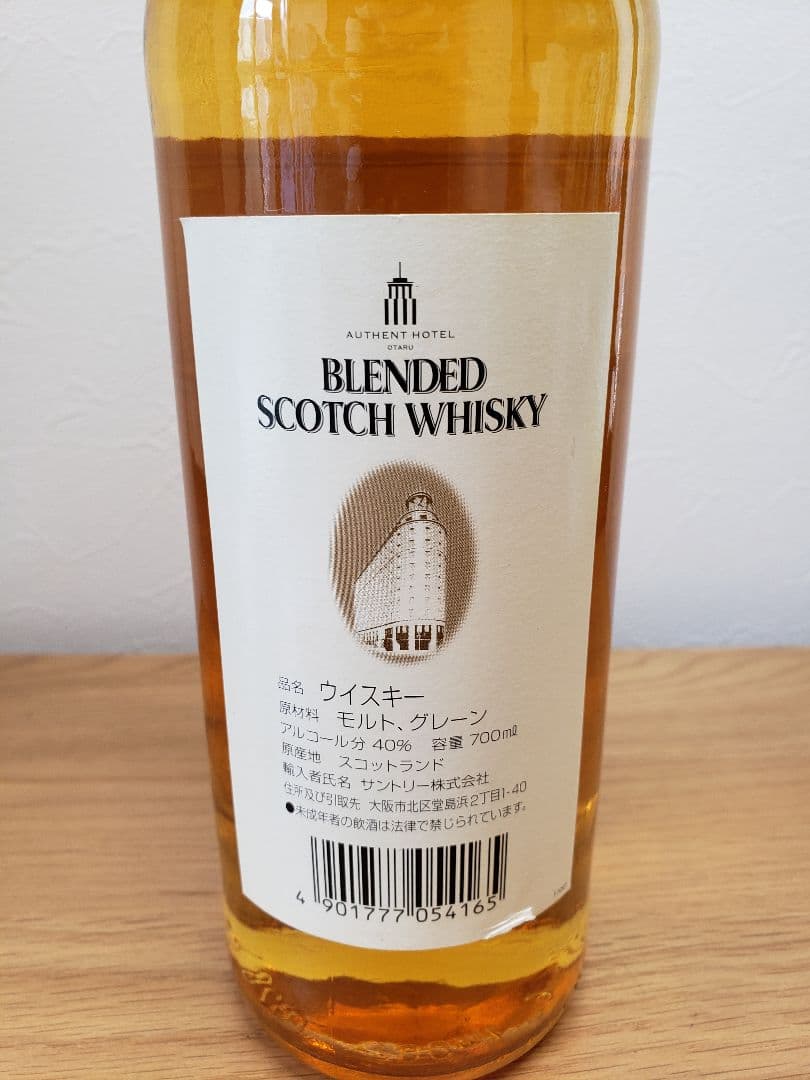 AUTHENT HOTEL
OTARU
BLENDED
SCOTCH WHISKY
品名 ウイスキー
原材料 モルト、グレーン
アルコール分 40% 容量 700mℓ
原産地 スコットランド
輸入者氏名 サントリー株式会社
住所及び引取先 大阪市北区堂島浜2丁目1-40
●未成年者の飲酒は法律で禁じられています。
4 901777 054165